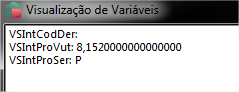 Visualização de Variáveis
VSIntCodDer:
VSIntProVut: 8,1520000000000000
VSIntProSer: P